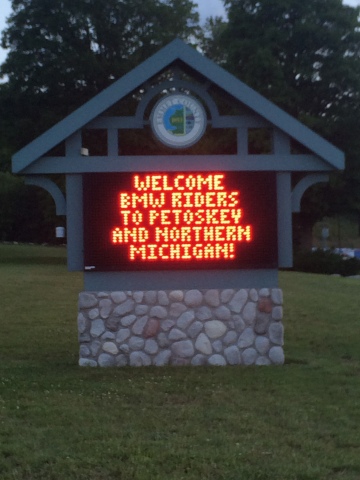 WELCOME
BMW RIDERS
TO PETOSKEY
AND NORTHERN
MICHIGAN!